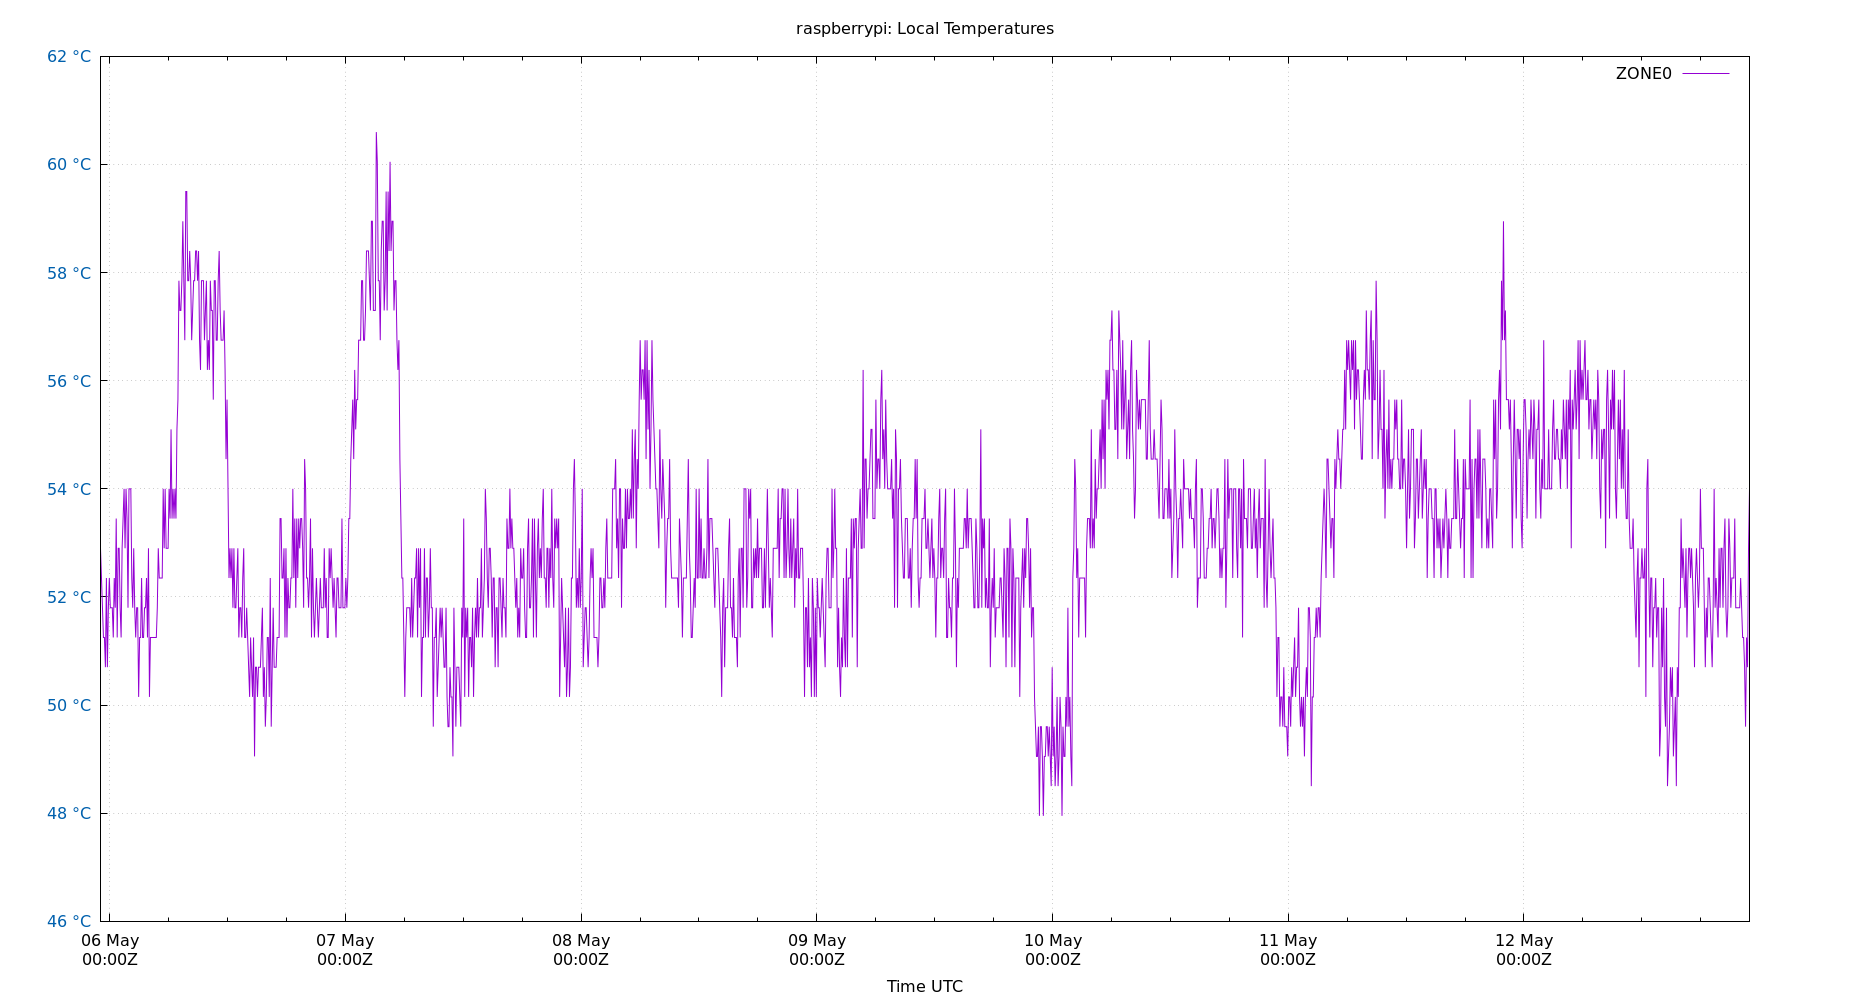 raspberrypi: Local Temperatures
62 °C
ZONE0
60 °C
58 °C
56 °C
54 °C
52 °C
50 °C
48 °C
46 °C
06 May 07 May 08 May 09 May 10 May 11 May 12 May
00:00Z 00:00Z 00:00Z 00:00Z 00:00Z 00:00Z 00:00Z
Time UTC